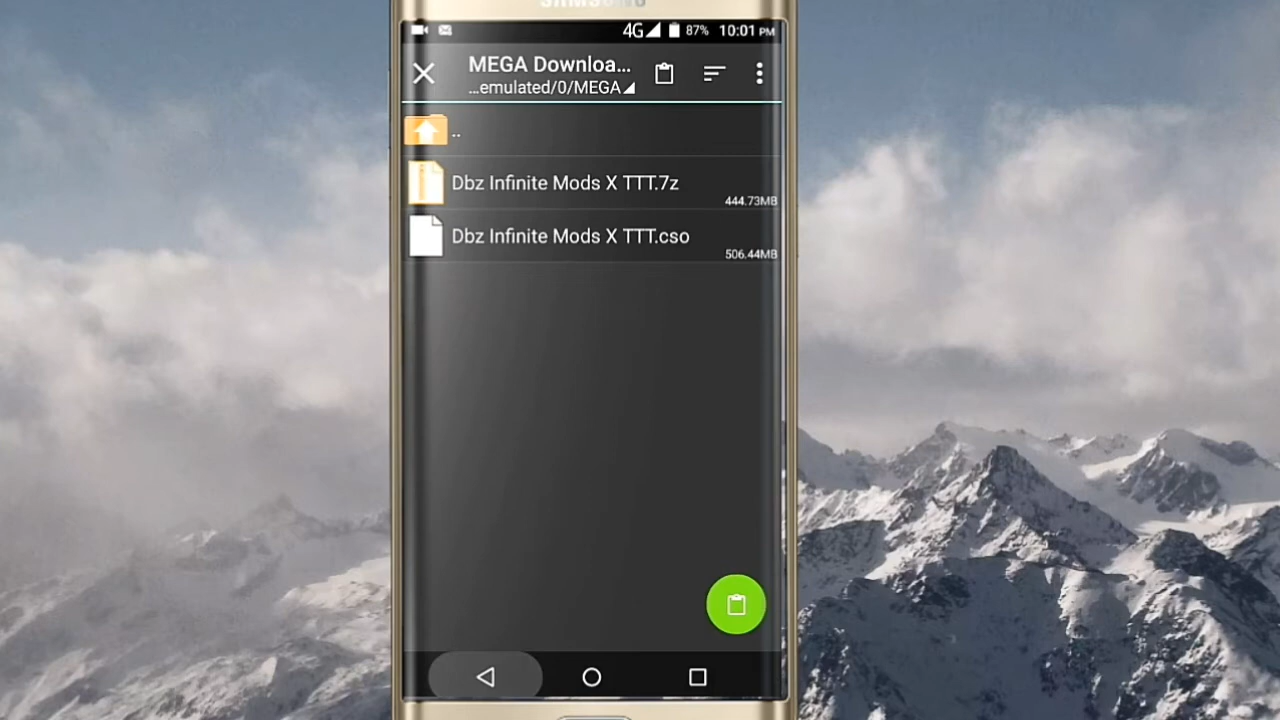 SAMSUNG
4G 87% 10:01 PM
MEGA Downloa...
...emulated/0/MEGA
..
Dbz Infinite Mods X TTT.7z
444.73MB
Dbz Infinite Mods X TTT.cso
506.44MB